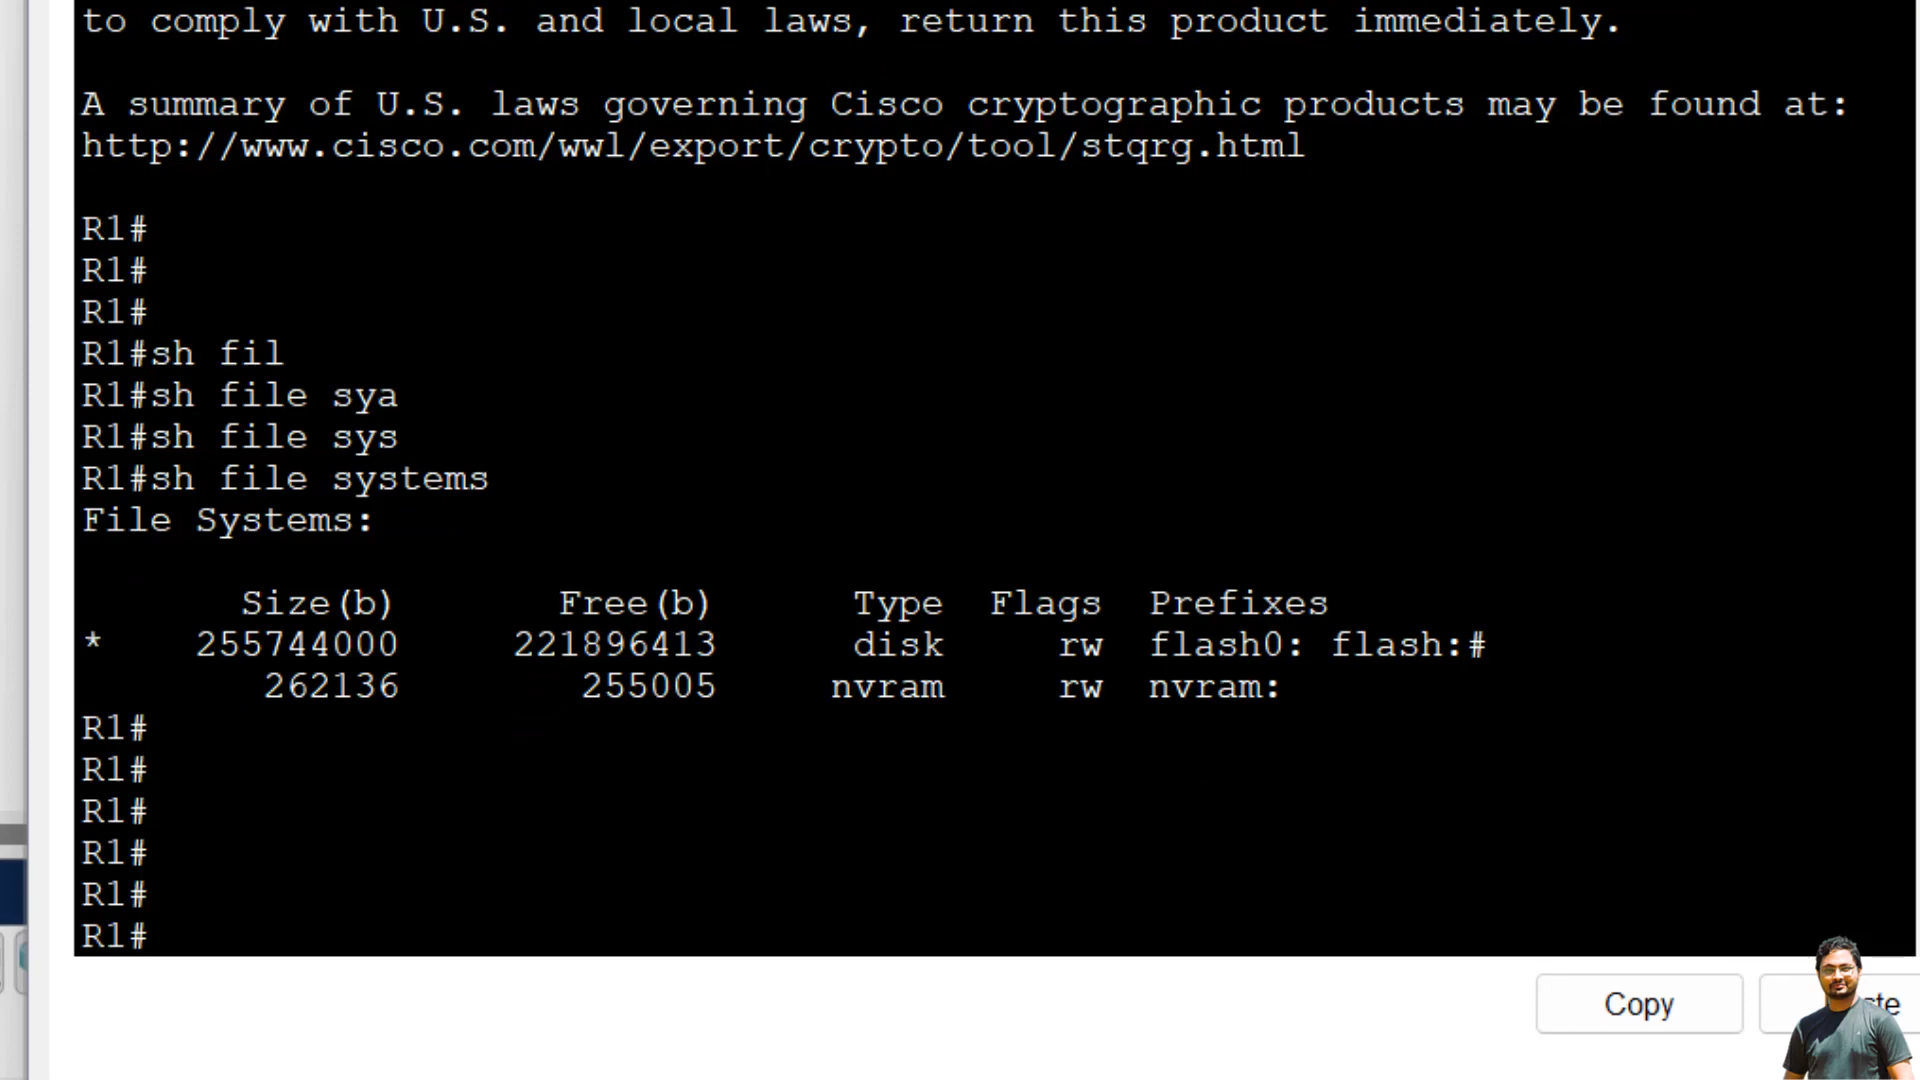 to comply with U.S. and local laws, return this product immediately.
A summary of U.S. laws governing Cisco cryptographic products may be found at:
http://www.cisco.com/wwl/export/crypto/tool/stqrg.html
R1#
R1#
R1#
R1#sh fil
R1#sh file sya
R1#sh file sys
R1#sh file systems
File Systems:
Size(b) Free(b) Type Flags Prefixes
* 255744000 221896413 disk rw flash0: flash:#
262136 255005 nvram rw nvram:
R1#
R1#
R1#
R1#
R1#
R1#
Copy